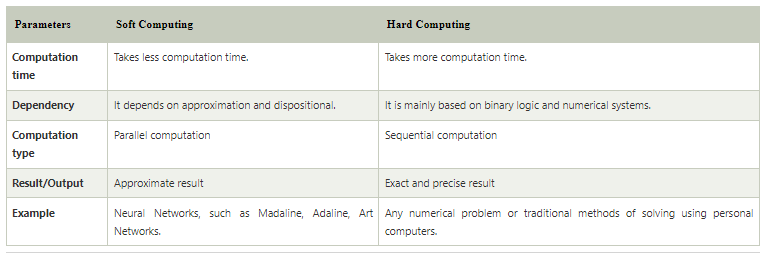 Parameters Soft Computing Hard Computing
Computation time Takes less computation time. Takes more computation time.
Dependency It depends on approximation and dispositional. It is mainly based on binary logic and numerical systems.
Computation type Parallel computation Sequential computation
Result/Output Approximate result Exact and precise result
Example Neural Networks, such as Madaline, Adaline, Art Networks. Any numerical problem or traditional methods of solving using personal computers.